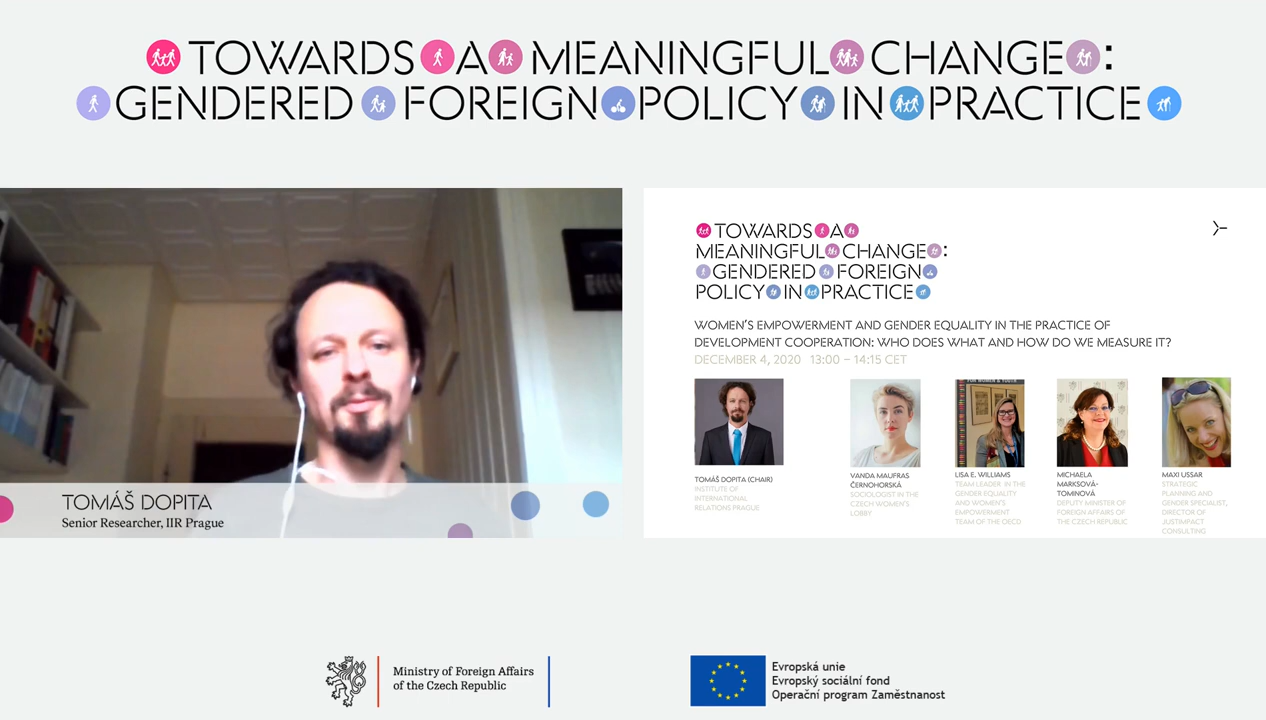 TOWARDS A MEANINGFUL CHANGE:
GENDERED FOREIGN POLICY IN PRACTICE
TOMÁŠ DOPITA
Senior Researcher, IIR Prague
TOWARDS A
MEANINGFUL CHANGE:
GENDERED FOREIGN
POLICY IN PRACTICE
WOMEN'S EMPOWERMENT AND GENDER EQUALITY IN THE PRACTICE OF
DEVELOPMENT COOPERATION: WHO DOES WHAT AND HOW DO WE MEASURE IT?
DECEMBER 4, 2020 13:00 – 14:15 CET
FOR WOMEN & YOUTH
TOMÁŠ DOPITA (CHAIR)
INSTITUTE OF
INTERNATIONAL
RELATIONS PRAGUE
VANDA MAUFRAS
ČERNOHORSKÁ
SOCIOLOGIST IN THE
CZECH WOMEN'S
LOBBY
LISA E. WILLIAMS
TEAM LEADER IN THE
GENDER EQUALITY
AND WOMEN'S
EMPOWERMENT
TEAM OF THE OECD
MICHAELA
MARKSOVÁ-
TOMINOVÁ
DEPUTY MINISTER OF
FOREIGN AFFAIRS OF
THE CZECH REPUBLIC
MAXI USSAR
STRATEGIC
PLANNING AND
GENDER SPECIALIST,
DIRECTOR OF
JUSTIMPACT
CONSULTING
Ministry of Foreign Affairs
of the Czech Republic
Evropská unie
Evropský sociální fond
Operační program Zaměstnanost